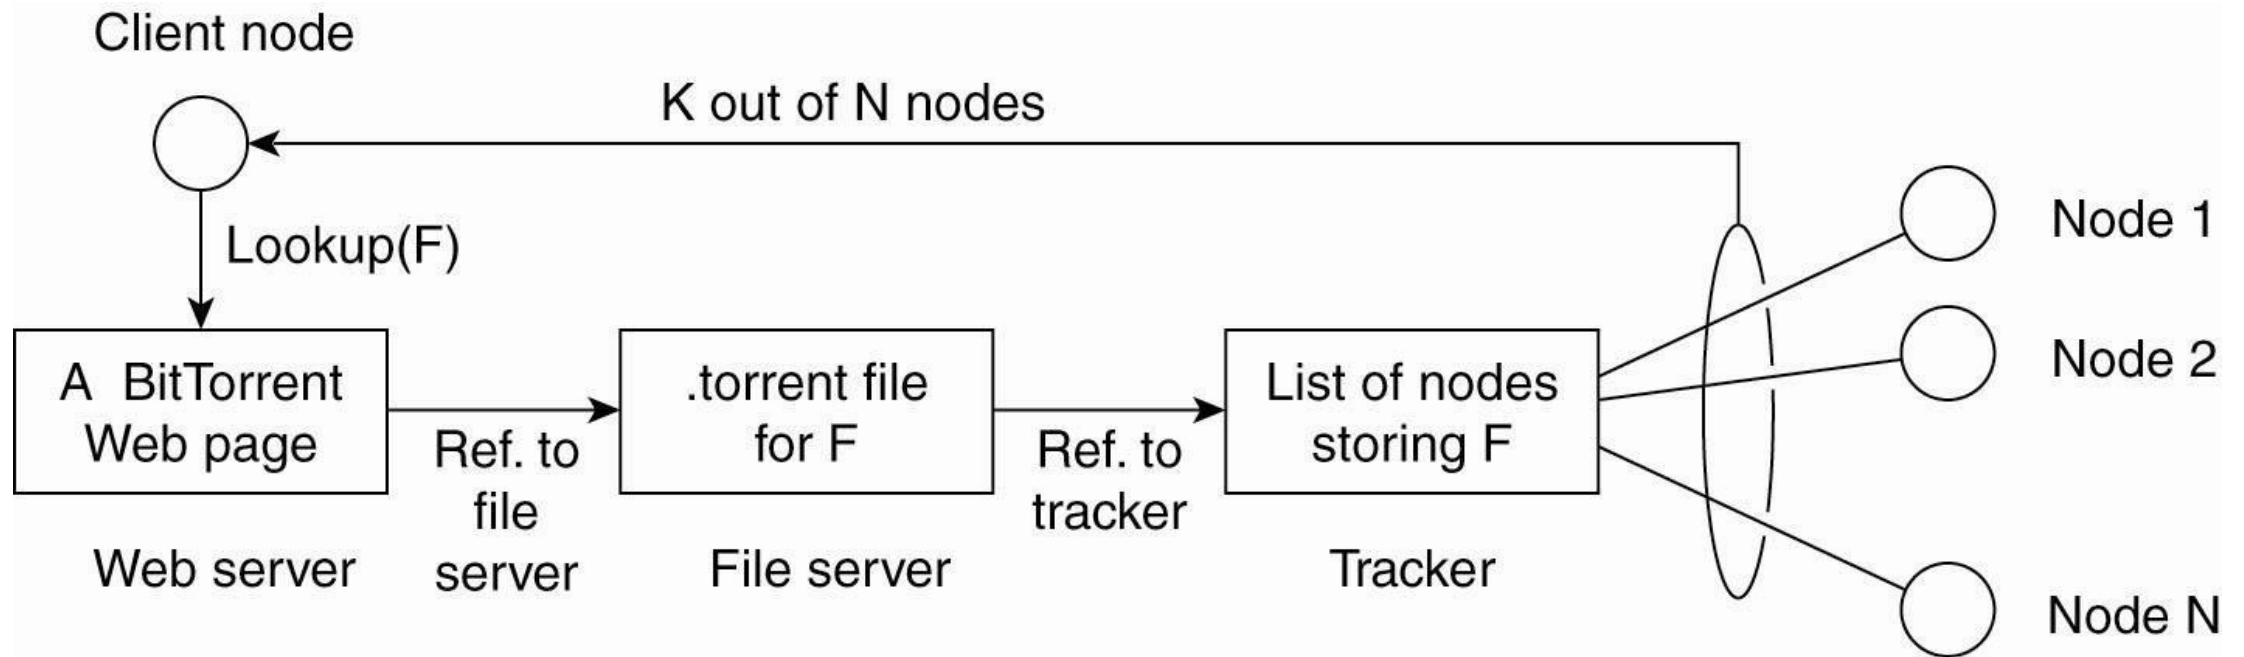 Client node
K out of N nodes
Lookup(F)
A BitTorrent
Web page
Ref. to
file
server
.torrent file
for F
Ref. to
tracker
List of nodes
storing F
Web server
File server
Tracker
Node 1
Node 2
Node N